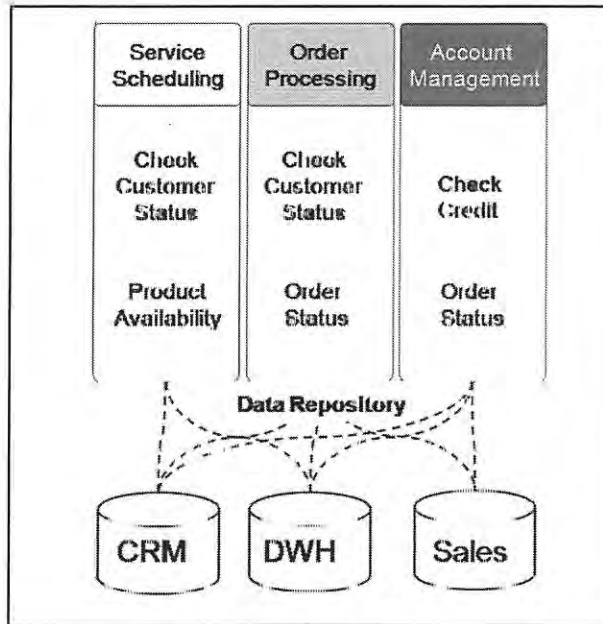 Service
Scheduling
Order
Processing
Account
Management
Check
Customer
Status
Check
Customer
Status
Check
Credit
Product
Availability
Order
Status
Order
Status
Data Repository
CRM
DWH
Sales